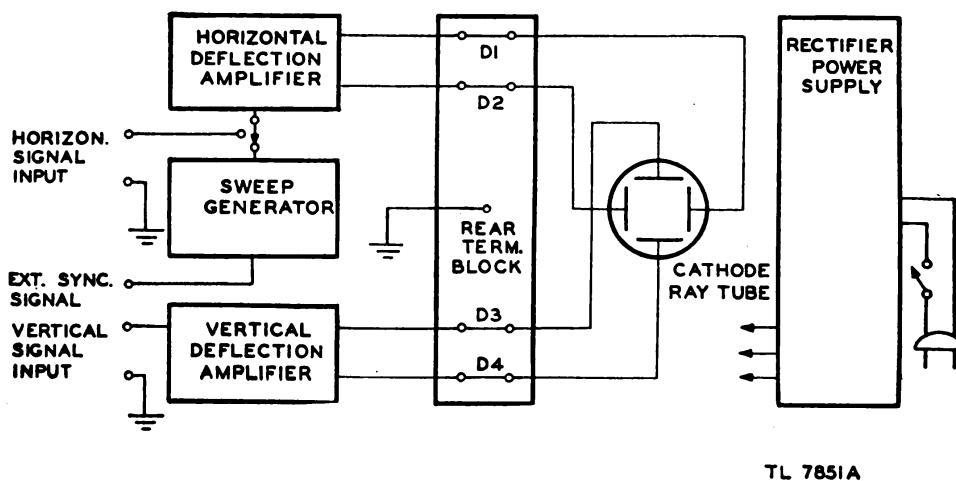 HORIZONTAL
DEFLECTION
AMPLIFIER
D1
D2
RECTIFIER
POWER
SUPPLY
HORIZON.
SIGNAL
INPUT
SWEEP
GENERATOR
REAR
TERM.
BLOCK
CATHODE
RAY TUBE
EXT. SYNC.
SIGNAL
VERTICAL
SIGNAL
INPUT
VERTICAL
DEFLECTION
AMPLIFIER
D3
D4
TL 7851A